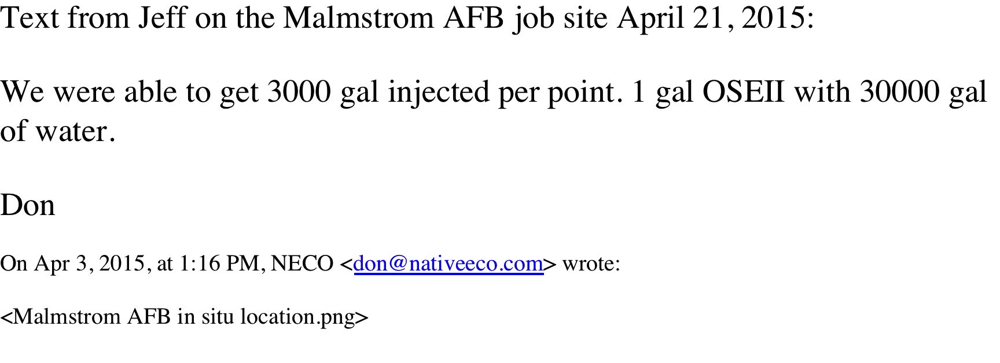 Text from Jeff on the Malmstrom AFB job site April 21, 2015:
We were able to get 3000 gal injected per point. 1 gal OSEII with 30000 gal
of water.
Don
On Apr 3, 2015, at 1:16 PM, NECO <don@nativeeco.com> wrote:
<Malmstrom AFB in situ location.png>